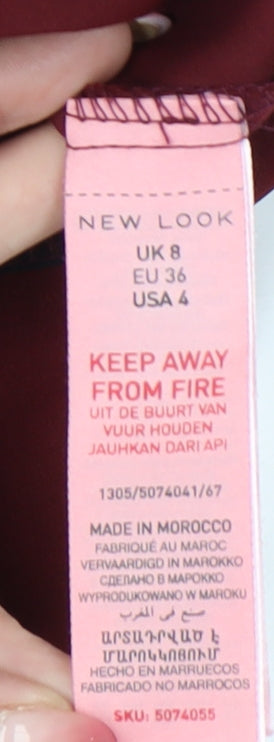 NEW LOOK
UK 8
EU 36
USA 4
KEEP AWAY
FROM FIRE
UIT DE BUURT VAN
VUUR HOUDEN
JAUHKAN DARI API
1305/5074041/67
MADE IN MOROCCO
FABRIQUÉ AU MAROC
VERVAARDIGD IN MAROKKO
СДЕЛАНО В МАРОККО
WYPRODUKOWANO W MAROKU
صنع في المغرب
ԱՐՏԱԴՐՎԱԾ Է
ՄԱՐՈԿԿՈՅՈՒՄ
HECHO EN MARRUECOS
FABRICADO NO MARROCOS
SKU: 5074055